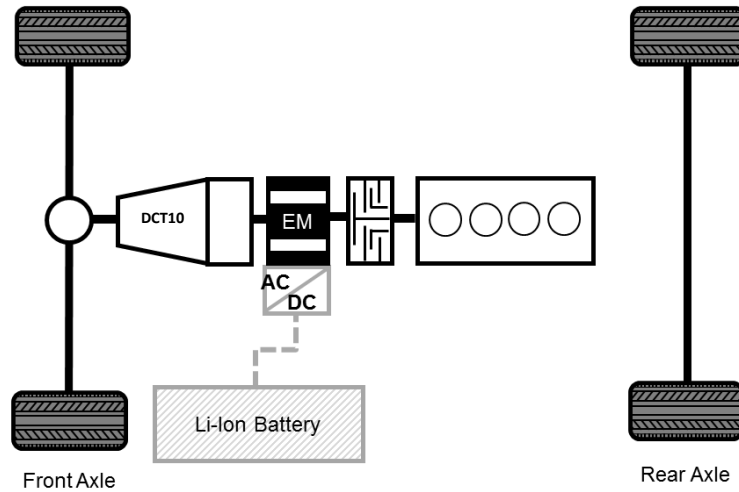 DCT10
EM
AC
DC
Li-Ion Battery
Front Axle
Rear Axle